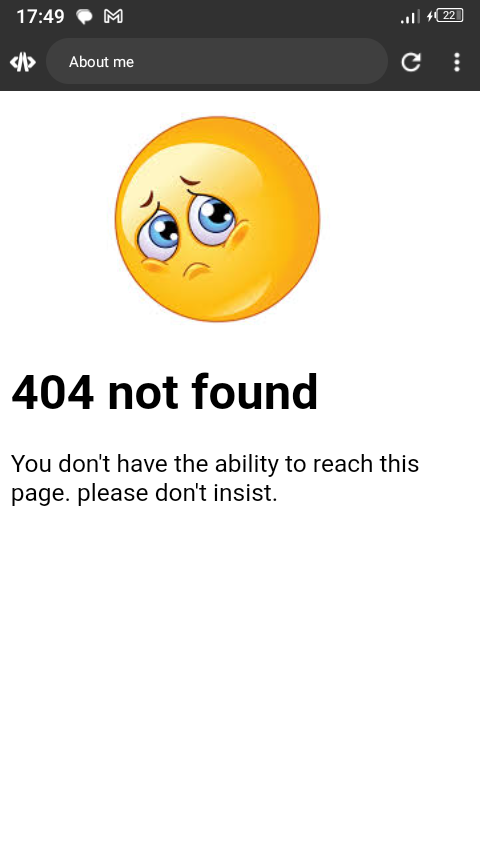 17:49
22
About me
404 not found
You don't have the ability to reach this
page. please don't insist.